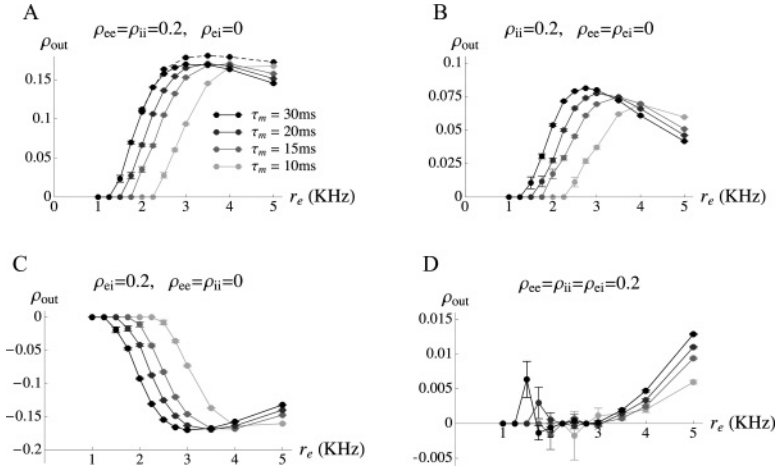 A
ρee=ρii=0.2, ρei=0
ρout
0.15
0.1
0.05
0
0 1 2 3 4 5
re (KHz)
τm = 30ms
τm = 20ms
τm = 15ms
τm = 10ms
B
ρii=0.2, ρee=ρei=0
ρout
0.1
0.075
0.05
0.025
0
0 1 2 3 4 5
re (KHz)
C
ρei=0.2, ρee=ρii=0
ρout
0
−0.05
−0.1
−0.15
−0.2
1 2 3 4 5
re (KHz)
D
ρee=ρii=ρei=0.2
ρout
0.015
0.01
0.005
0
−0.005
1 2 3 4 5
re (KHz)